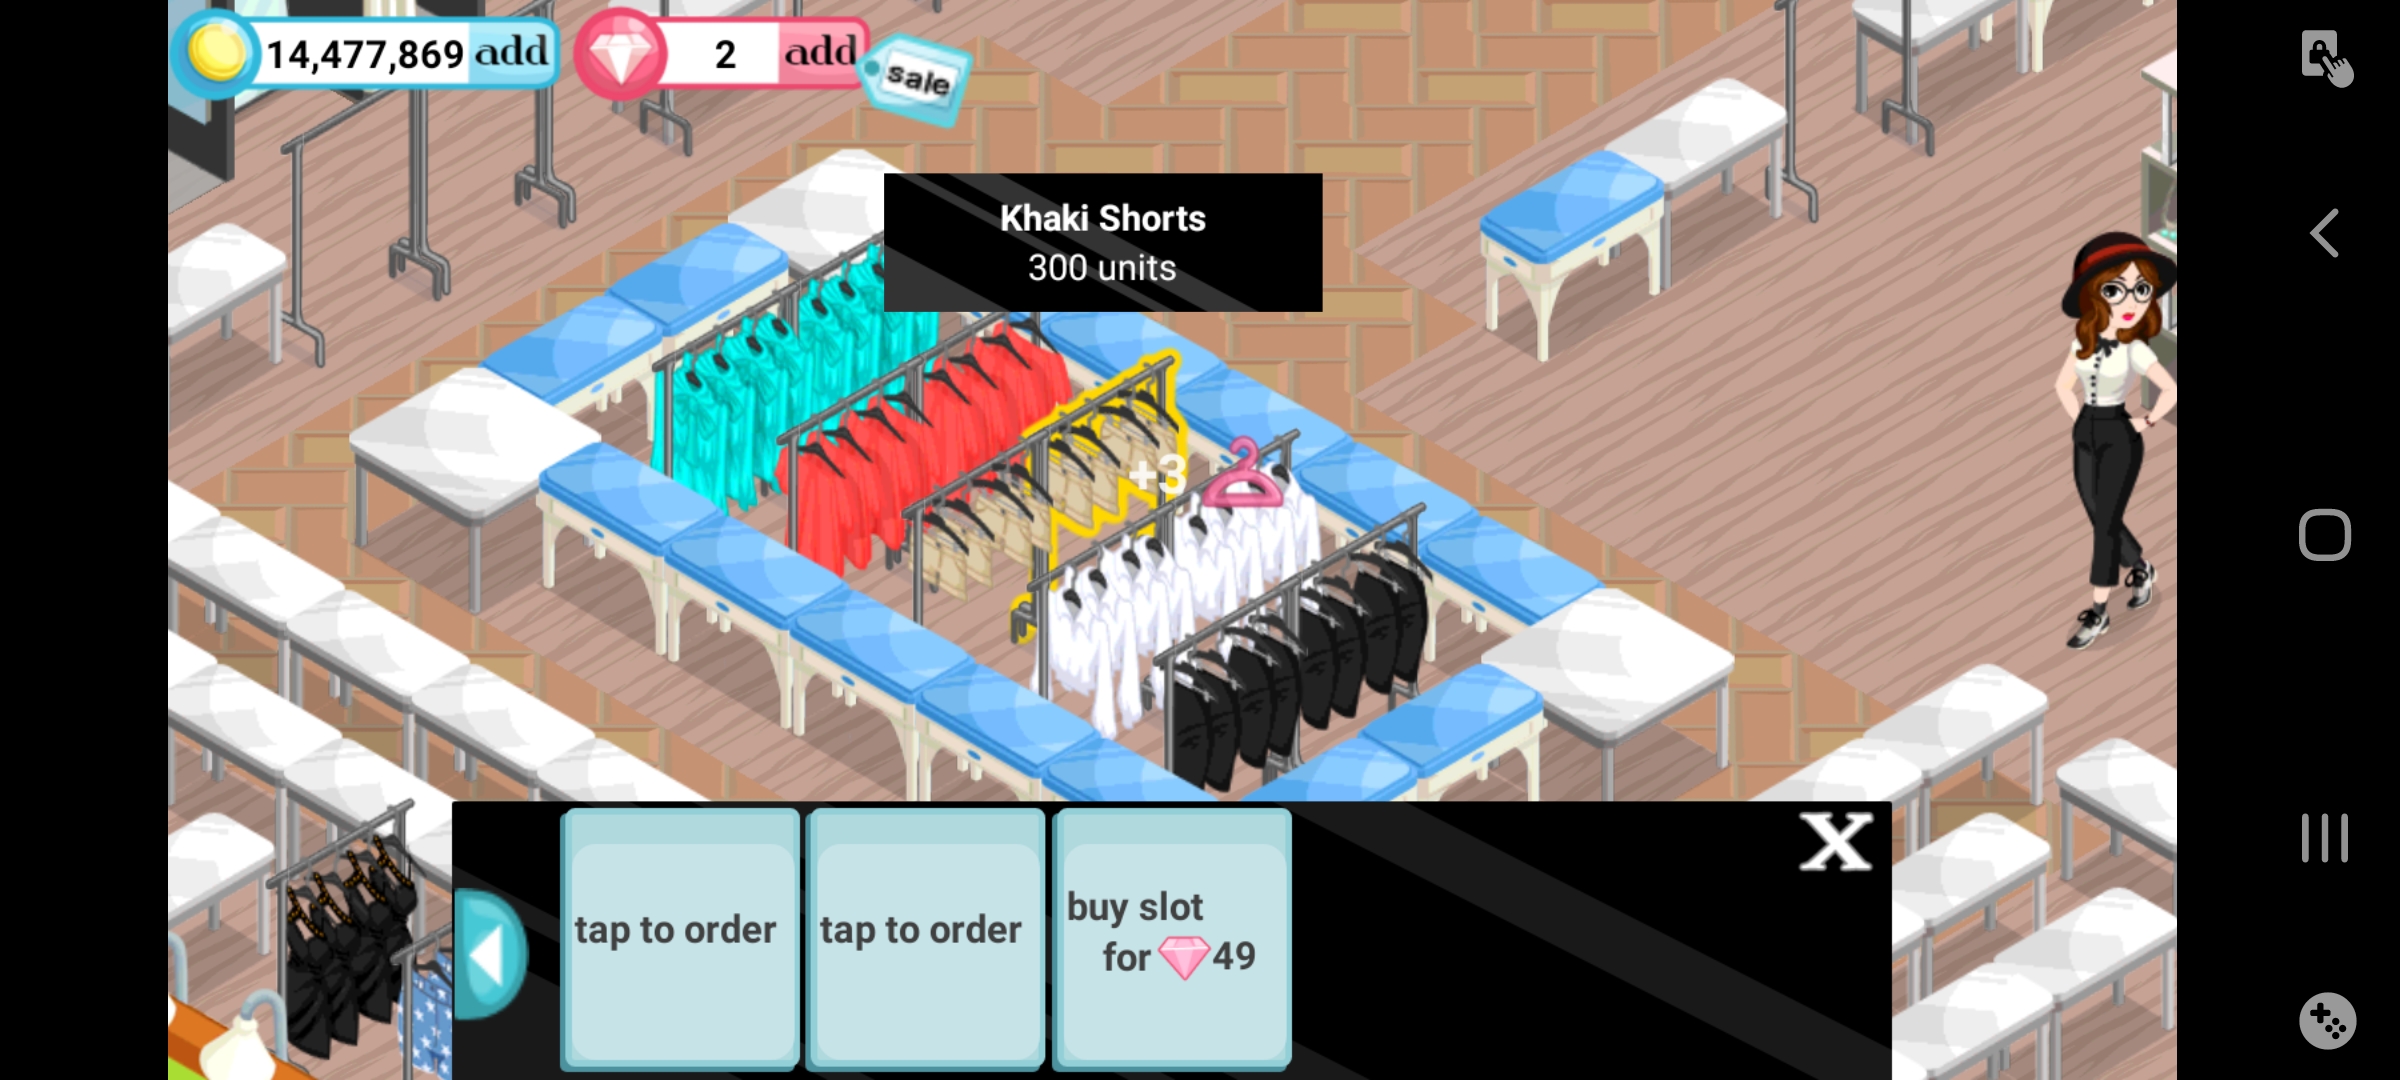 14,477,869 add
2 add
sale
Khaki Shorts
300 units
+3
X
tap to order
tap to order
buy slot
for 49